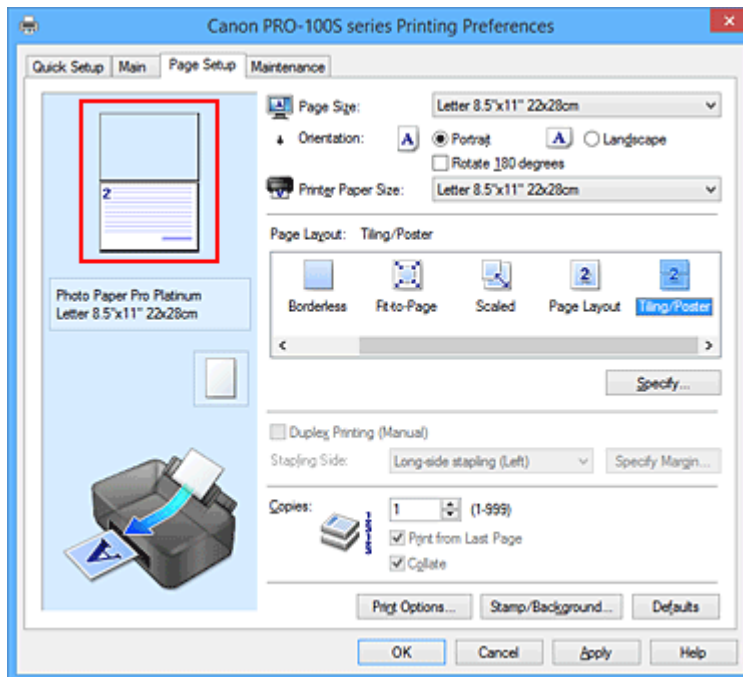 Canon PRO-100S series Printing Preferences
Quick Setup Main Page Setup Maintenance
2
Photo Paper Pro Platinum
Letter 8.5"x11" 22x28cm
Page Size: Letter 8.5"x11" 22x28cm
Orientation: A Portrait A Landscape
Rotate 180 degrees
Printer Paper Size: Letter 8.5"x11" 22x28cm
Page Layout: Tiling/Poster
2 2
Borderless Fit-to-Page Scaled Page Layout Tiling/Poster
Specify...
Duplex Printing (Manual)
Stapling Side: Long-side stapling (Left) Specify Margin...
Copies: 1 (1-999)
Print from Last Page
Collate
A
Print Options... Stamp/Background... Defaults
OK Cancel Apply Help